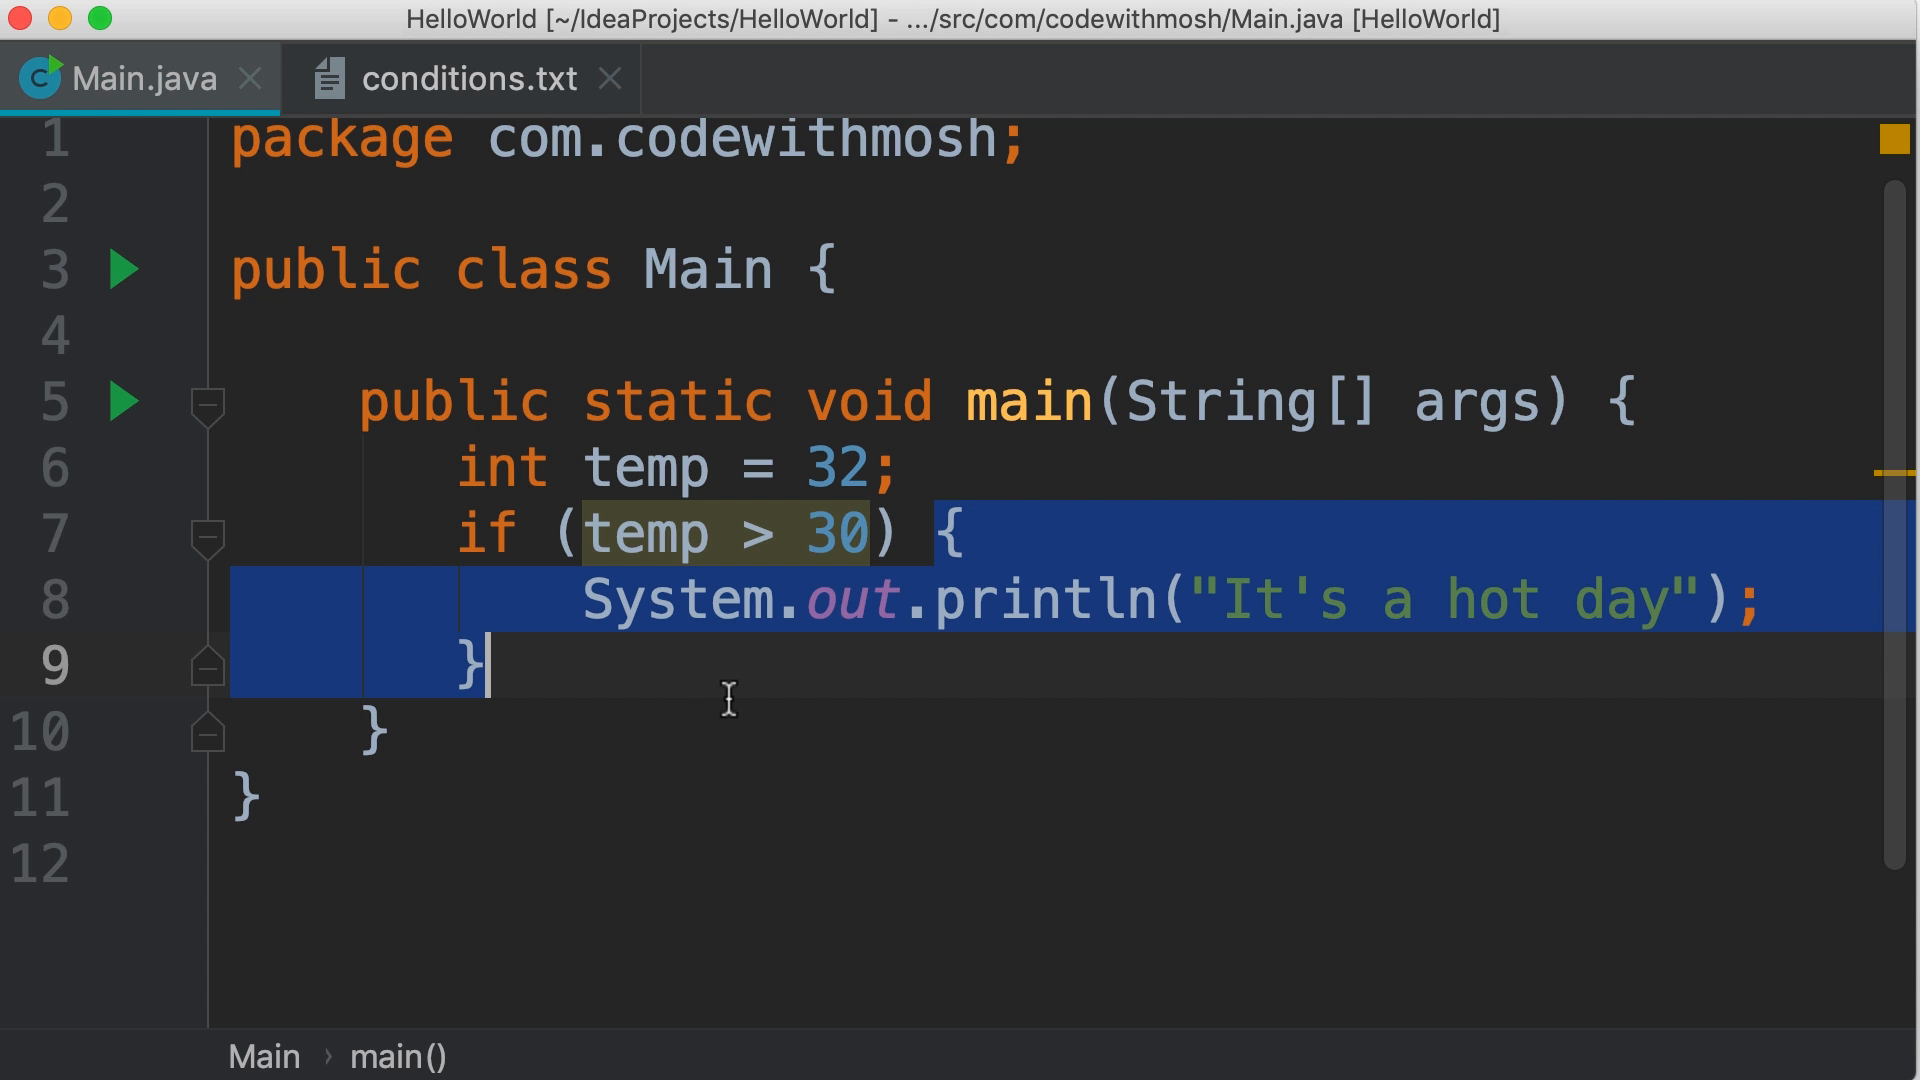 HelloWorld [~/IdeaProjects/HelloWorld] - .../src/com/codewithmosh/Main.java [HelloWorld]
Main.java conditions.txt
1 package com.codewithmosh;
2
3 public class Main {
4
5 public static void main(String[] args) {
6 int temp = 32;
7 if (temp > 30) {
8 System.out.println("It's a hot day");
9 }
10 }
11 }
12
Main › main()